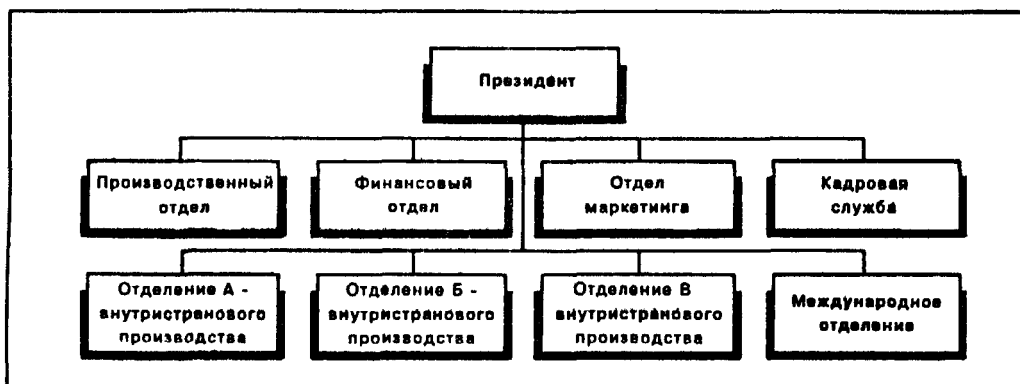 Президент
Производственный
отдел
Финансовый
отдел
Отдел
маркетинга
Кадровая
служба
Отделение А -
внутристранового
производства
Отделение Б -
внутристранового
производства
Отделение В
внутристранового
производства
Международное
отделение